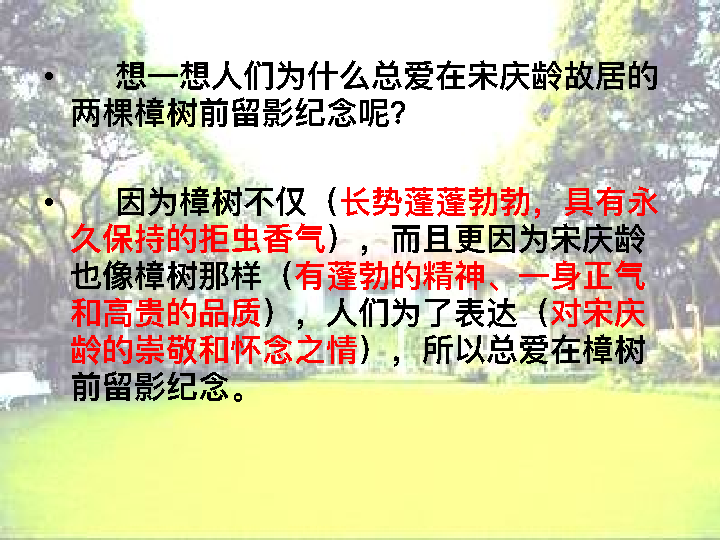 • 想一想人们为什么总爱在宋庆龄故居的
两棵樟树前留影纪念呢?
• 因为樟树不仅（长势蓬蓬勃勃，具有永
久保持的拒虫香气），而且更因为宋庆龄
也像樟树那样（有蓬勃的精神、一身正气
和高贵的品质），人们为了表达（对宋庆
龄的崇敬和怀念之情），所以总爱在樟树
前留影纪念。